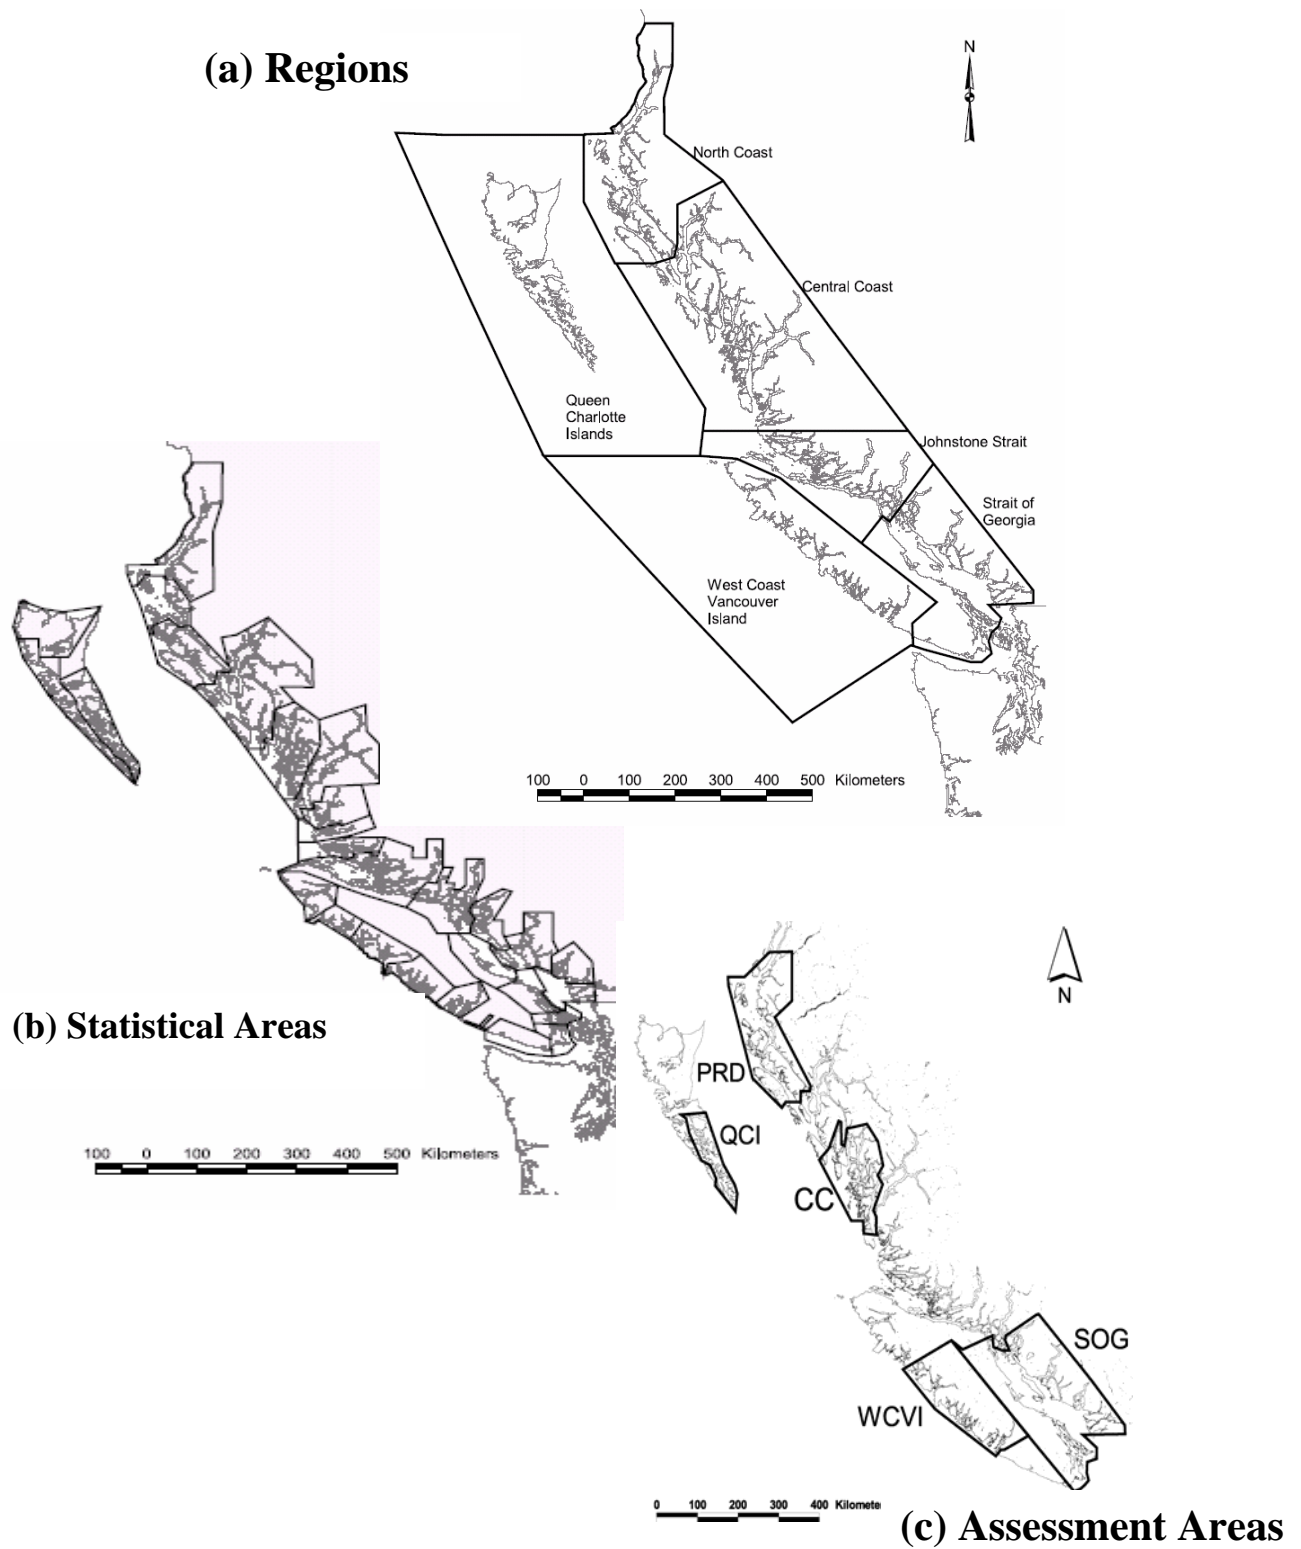 (a) Regions
N
North Coast
Central Coast
Queen
Charlotte
Islands
Johnstone Strait
Strait of
Georgia
West Coast
Vancouver
Island
100 0 100 200 300 400 500 Kilometers
(b) Statistical Areas
100 0 100 200 300 400 500 Kilometers
N
PRD
QCI
CC
SOG
WCVI
0 100 200 300 400 Kilomete
(c) Assessment Areas